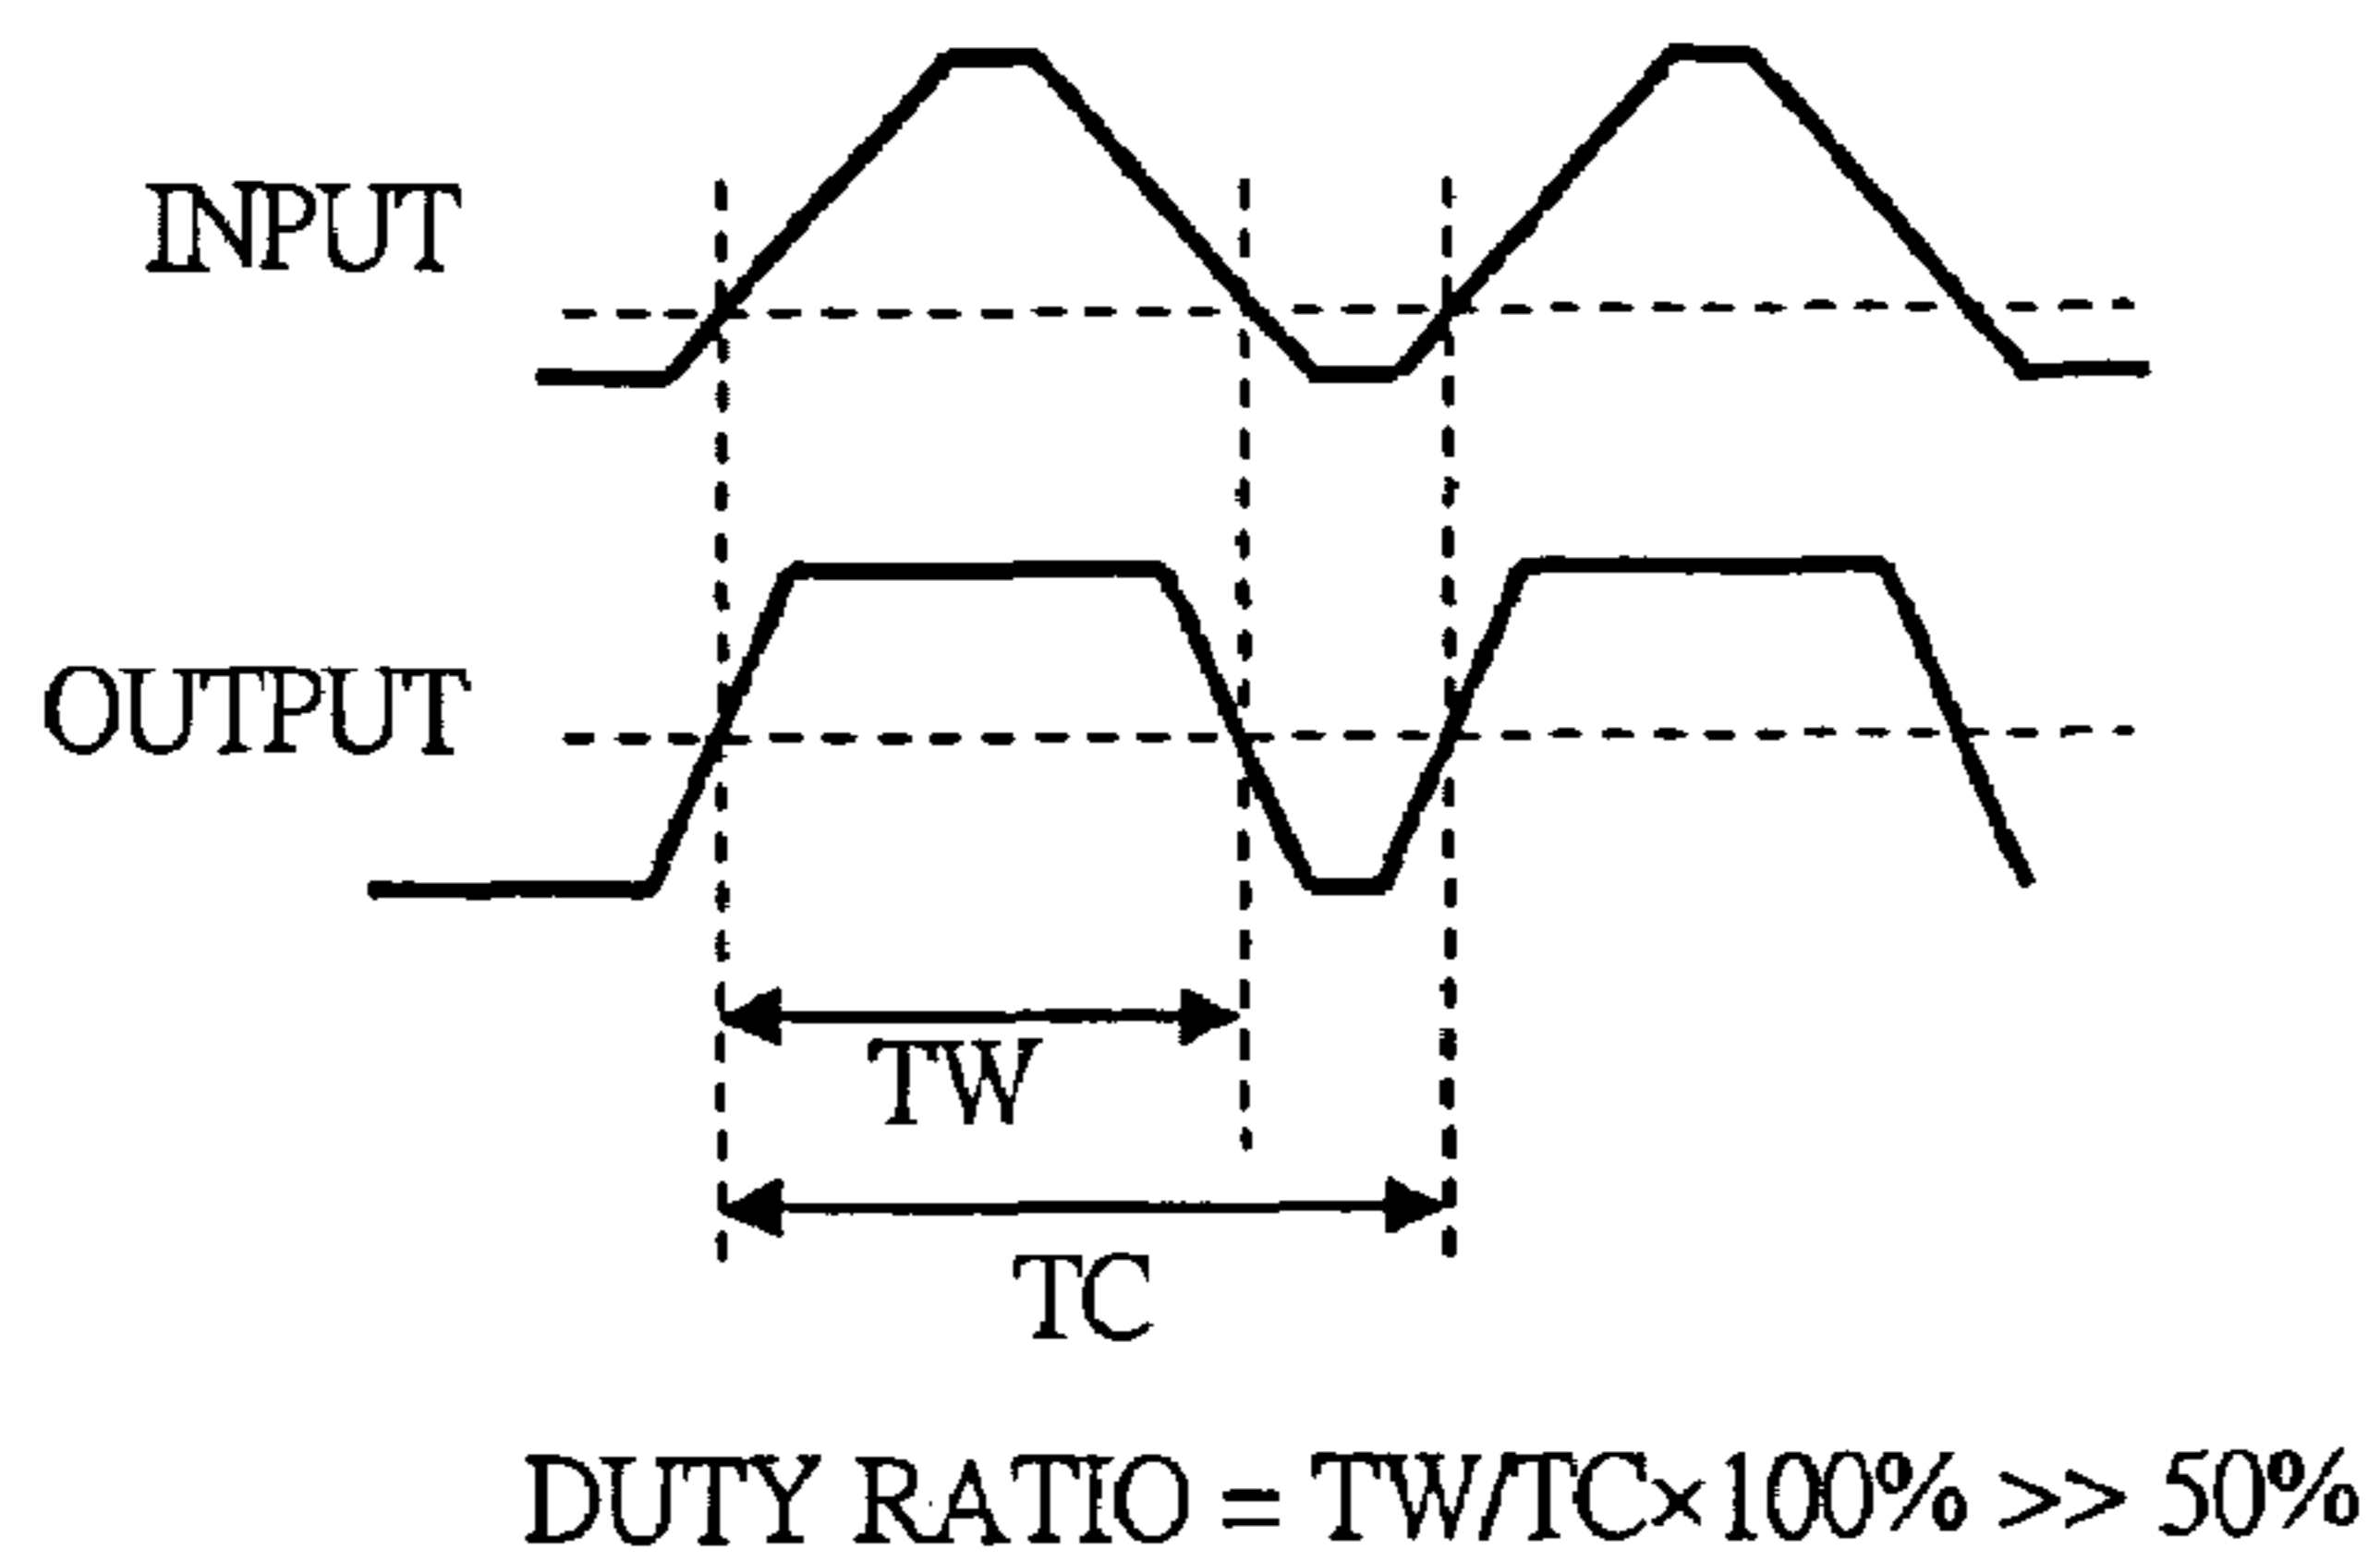 INPUT
OUTPUT
TW
TC
DUTY RATIO = TW/TC×100% >> 50%